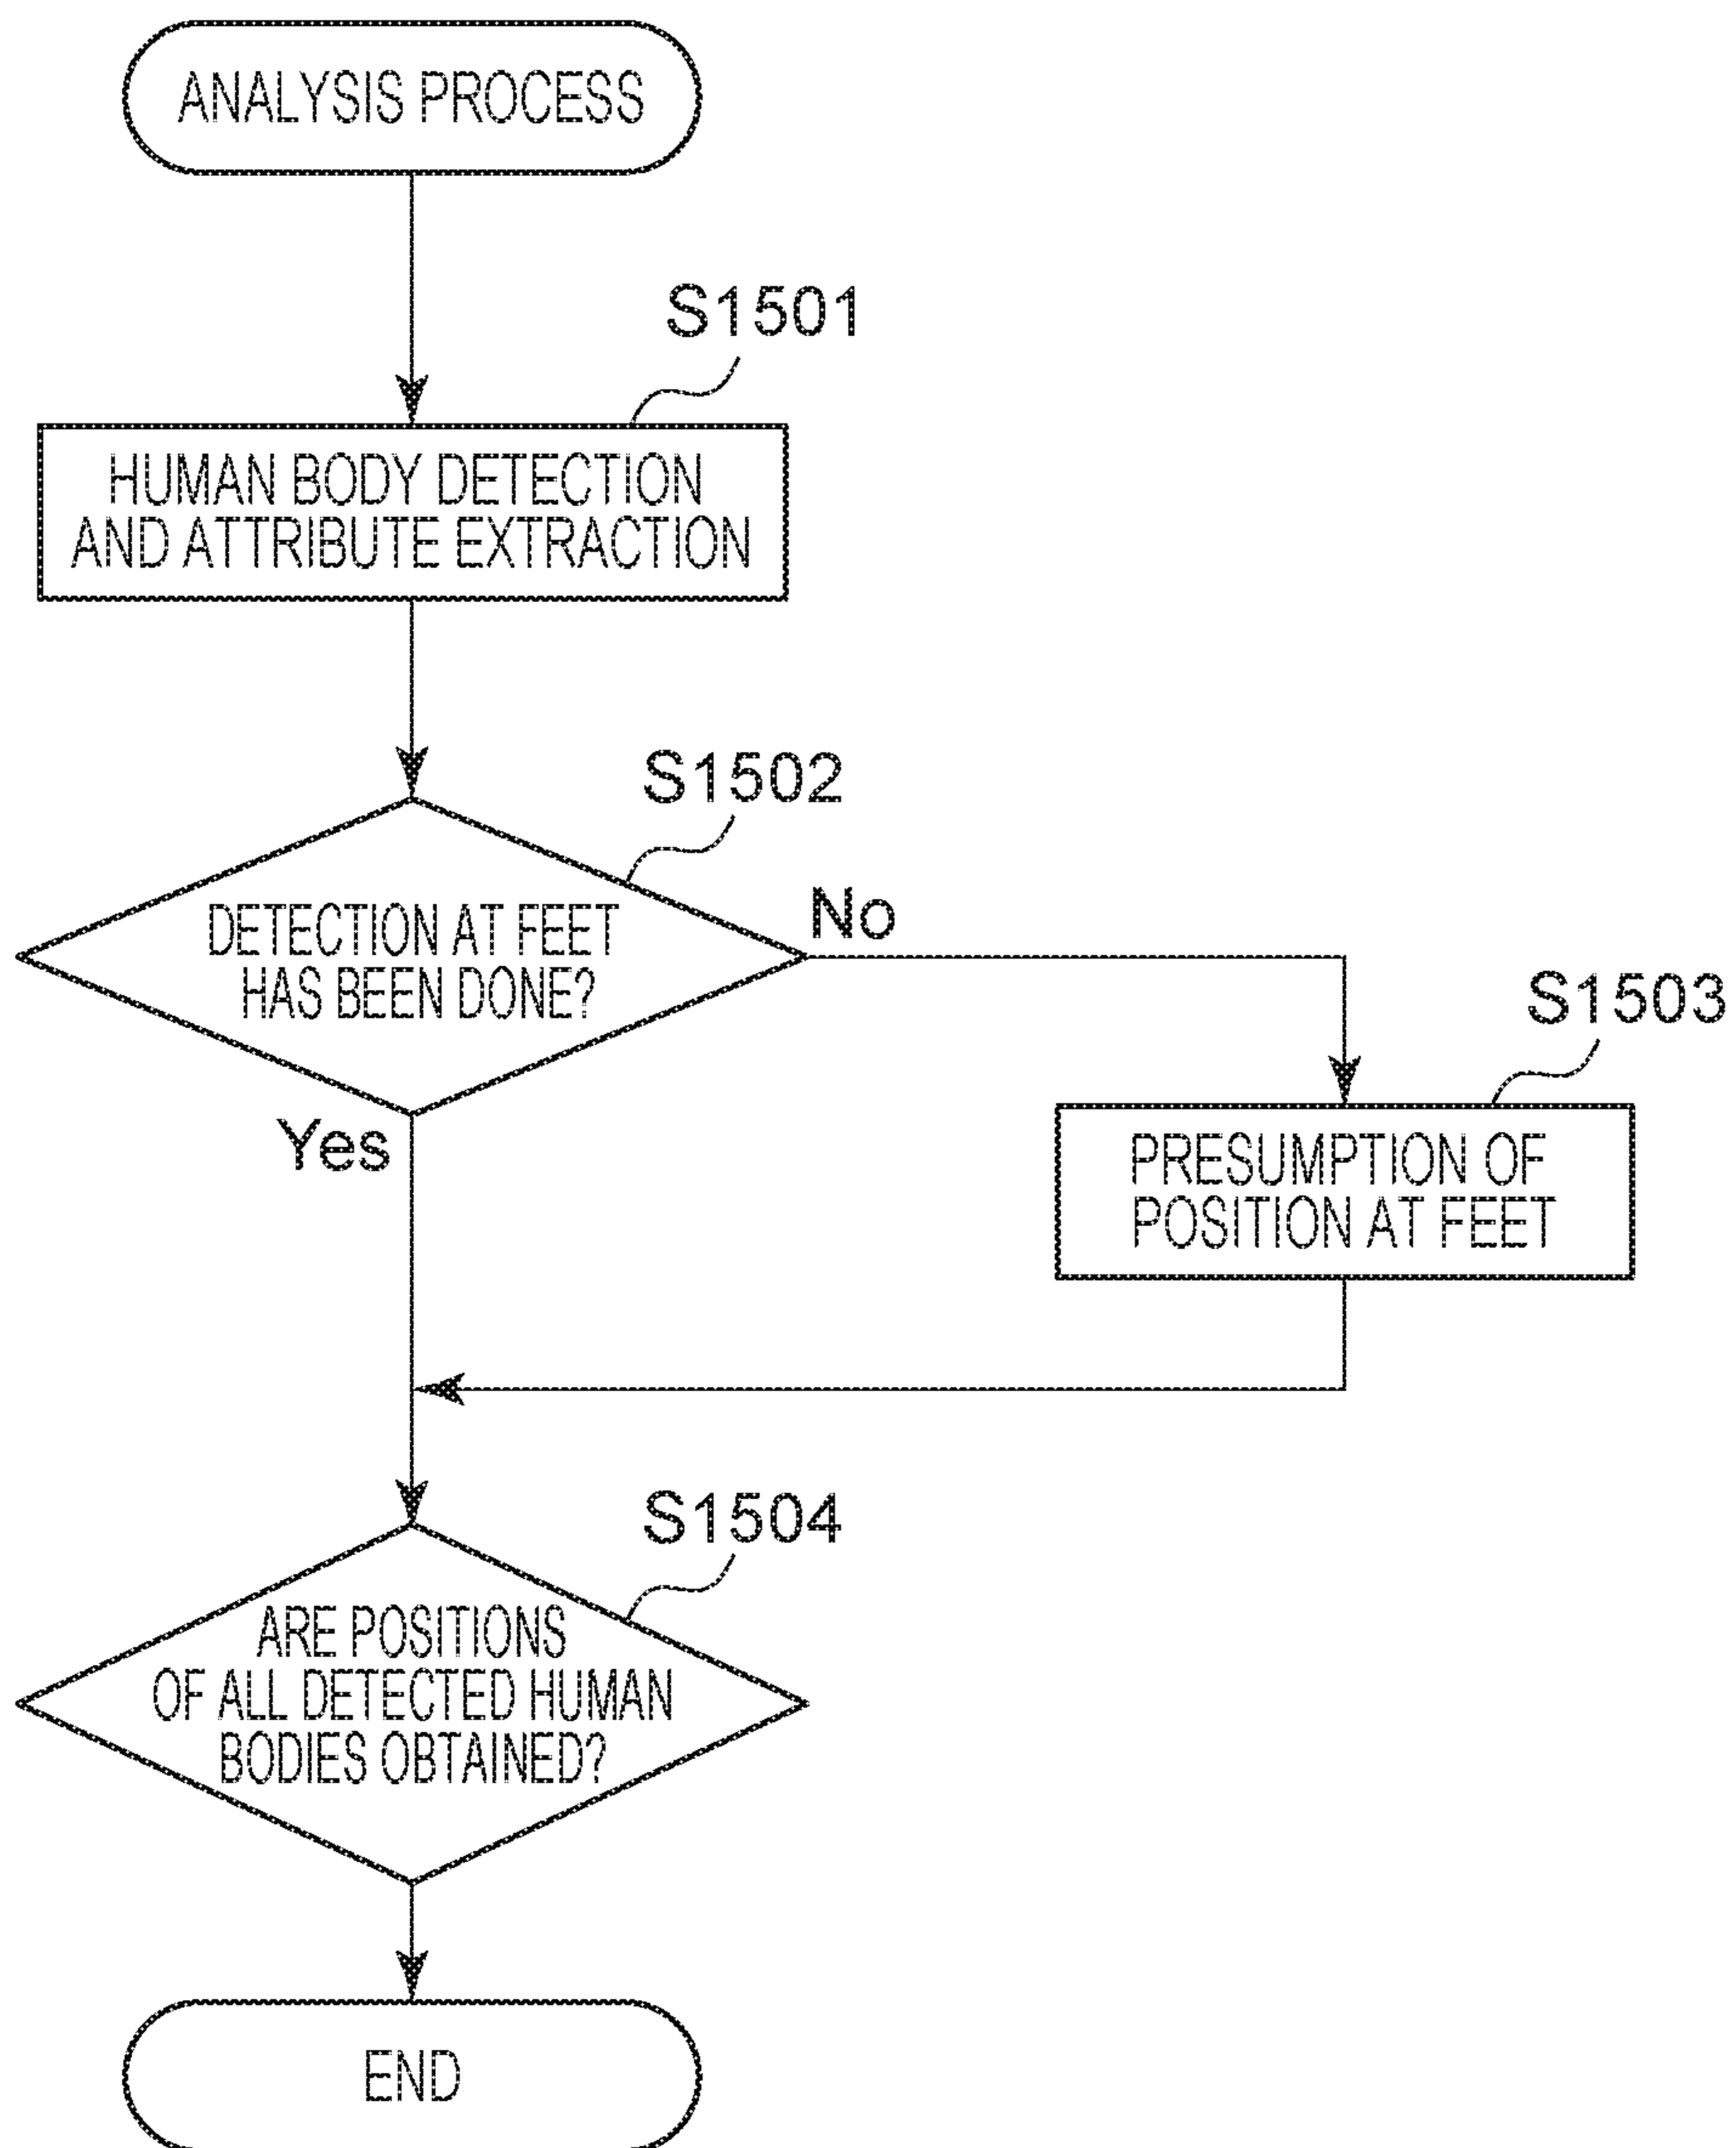 ANALYSIS PROCESS
S1501
HUMAN BODY DETECTION
AND ATTRIBUTE EXTRACTION
S1502
DETECTION AT FEET
HAS BEEN DONE?
No
Yes
S1503
PRESUMPTION OF
POSITION AT FEET
S1504
ARE POSITIONS
OF ALL DETECTED HUMAN
BODIES OBTAINED?
END